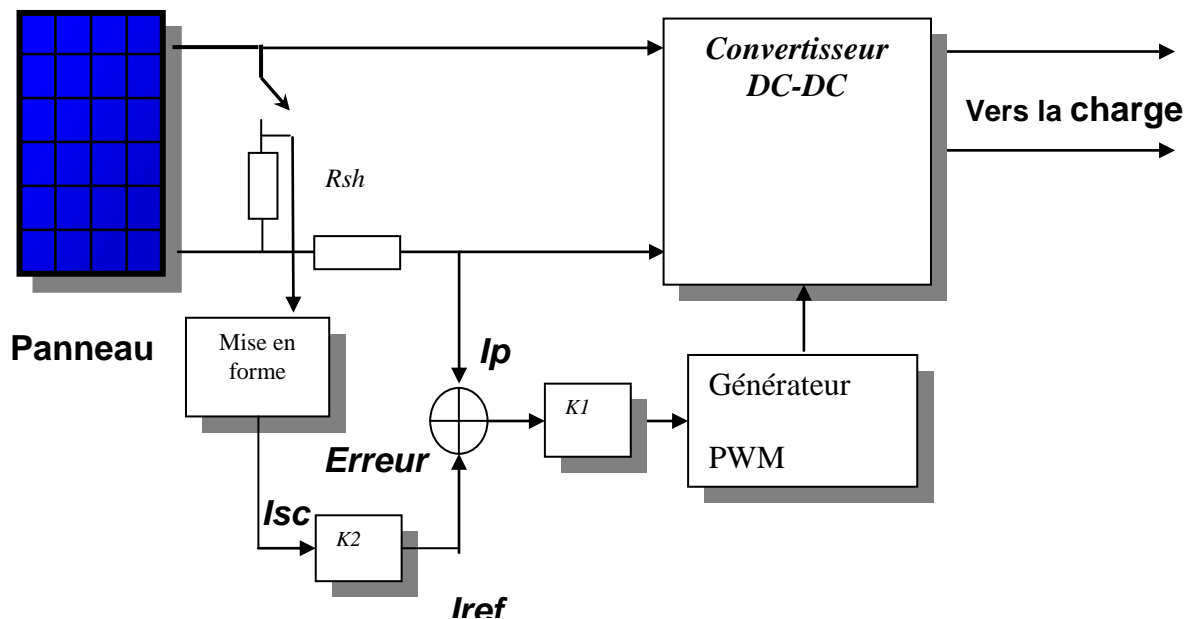 Convertisseur
DC-DC
Vers la charge
Rsh
Panneau
Mise en
forme
Ip
K1
Générateur
PWM
Erreur
Isc
K2
Iref